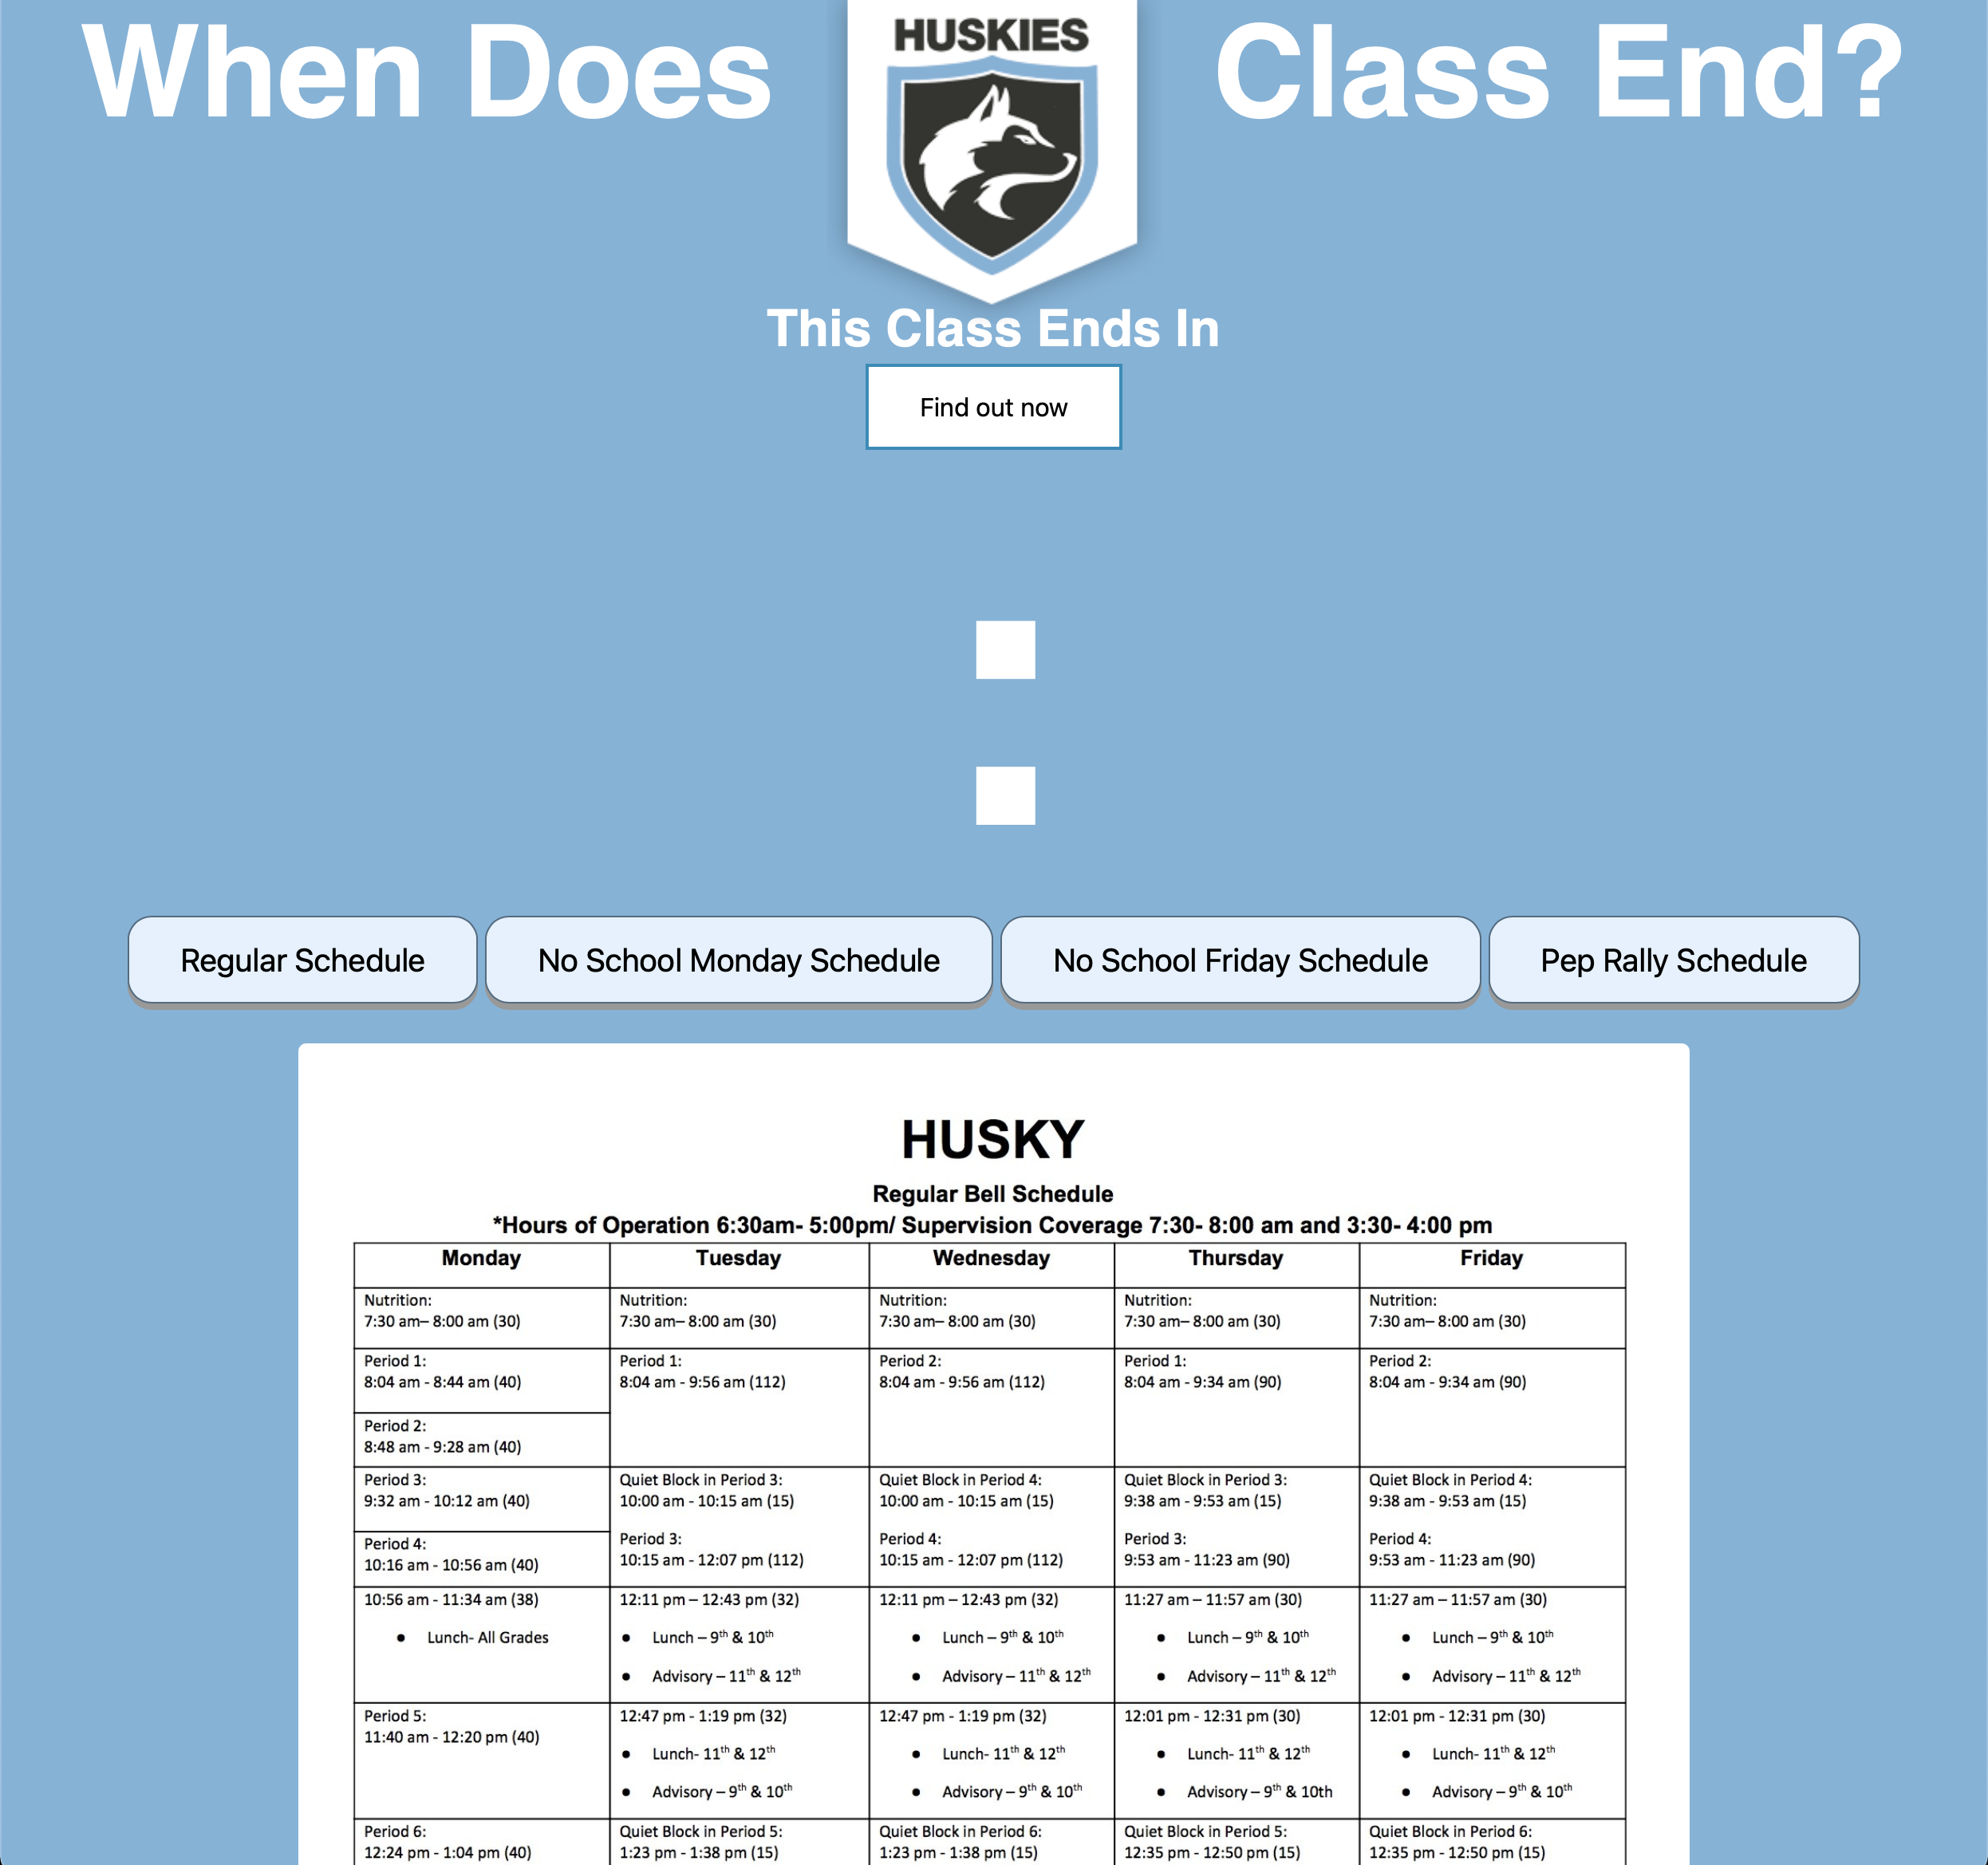 When Does
HUSKIES
Class End?
This Class Ends In
Find out now
:
Regular Schedule
No School Monday Schedule
No School Friday Schedule
Pep Rally Schedule
HUSKY
Regular Bell Schedule
*Hours of Operation 6:30am- 5:00pm/ Supervision Coverage 7:30- 8:00 am and 3:30- 4:00 pm
Monday
Tuesday
Wednesday
Thursday
Friday
Nutrition:
7:30 am– 8:00 am (30)
Nutrition:
7:30 am– 8:00 am (30)
Nutrition:
7:30 am– 8:00 am (30)
Nutrition:
7:30 am– 8:00 am (30)
Nutrition:
7:30 am– 8:00 am (30)
Period 1:
8:04 am - 8:44 am (40)
Period 2:
8:48 am - 9:28 am (40)
Period 1:
8:04 am - 9:56 am (112)
Period 2:
8:04 am - 9:56 am (112)
Period 1:
8:04 am - 9:34 am (90)
Period 2:
8:04 am - 9:34 am (90)
Period 3:
9:32 am - 10:12 am (40)
Period 4:
10:16 am - 10:56 am (40)
Quiet Block in Period 3:
10:00 am - 10:15 am (15)
Period 3:
10:15 am - 12:07 pm (112)
Quiet Block in Period 4:
10:00 am - 10:15 am (15)
Period 4:
10:15 am - 12:07 pm (112)
Quiet Block in Period 3:
9:38 am - 9:53 am (15)
Period 3:
9:53 am - 11:23 am (90)
Quiet Block in Period 4:
9:38 am - 9:53 am (15)
Period 4:
9:53 am - 11:23 am (90)
10:56 am - 11:34 am (38)
• Lunch- All Grades
12:11 pm – 12:43 pm (32)
• Lunch – 9th & 10th
• Advisory – 11th & 12th
12:11 pm – 12:43 pm (32)
• Lunch – 9th & 10th
• Advisory – 11th & 12th
11:27 am – 11:57 am (30)
• Lunch – 9th & 10th
• Advisory – 11th & 12th
11:27 am – 11:57 am (30)
• Lunch – 9th & 10th
• Advisory – 11th & 12th
Period 5:
11:40 am - 12:20 pm (40)
12:47 pm - 1:19 pm (32)
• Lunch- 11th & 12th
• Advisory – 9th & 10th
12:47 pm - 1:19 pm (32)
• Lunch- 11th & 12th
• Advisory – 9th & 10th
12:01 pm - 12:31 pm (30)
• Lunch- 11th & 12th
• Advisory – 9th & 10th
12:01 pm - 12:31 pm (30)
• Lunch- 11th & 12th
• Advisory – 9th & 10th
Period 6:
12:24 pm - 1:04 pm (40)
Quiet Block in Period 5:
1:23 pm - 1:38 pm (15)
Quiet Block in Period 6:
1:23 pm - 1:38 pm (15)
Quiet Block in Period 5:
12:35 pm - 12:50 pm (15)
Quiet Block in Period 6:
12:35 pm - 12:50 pm (15)